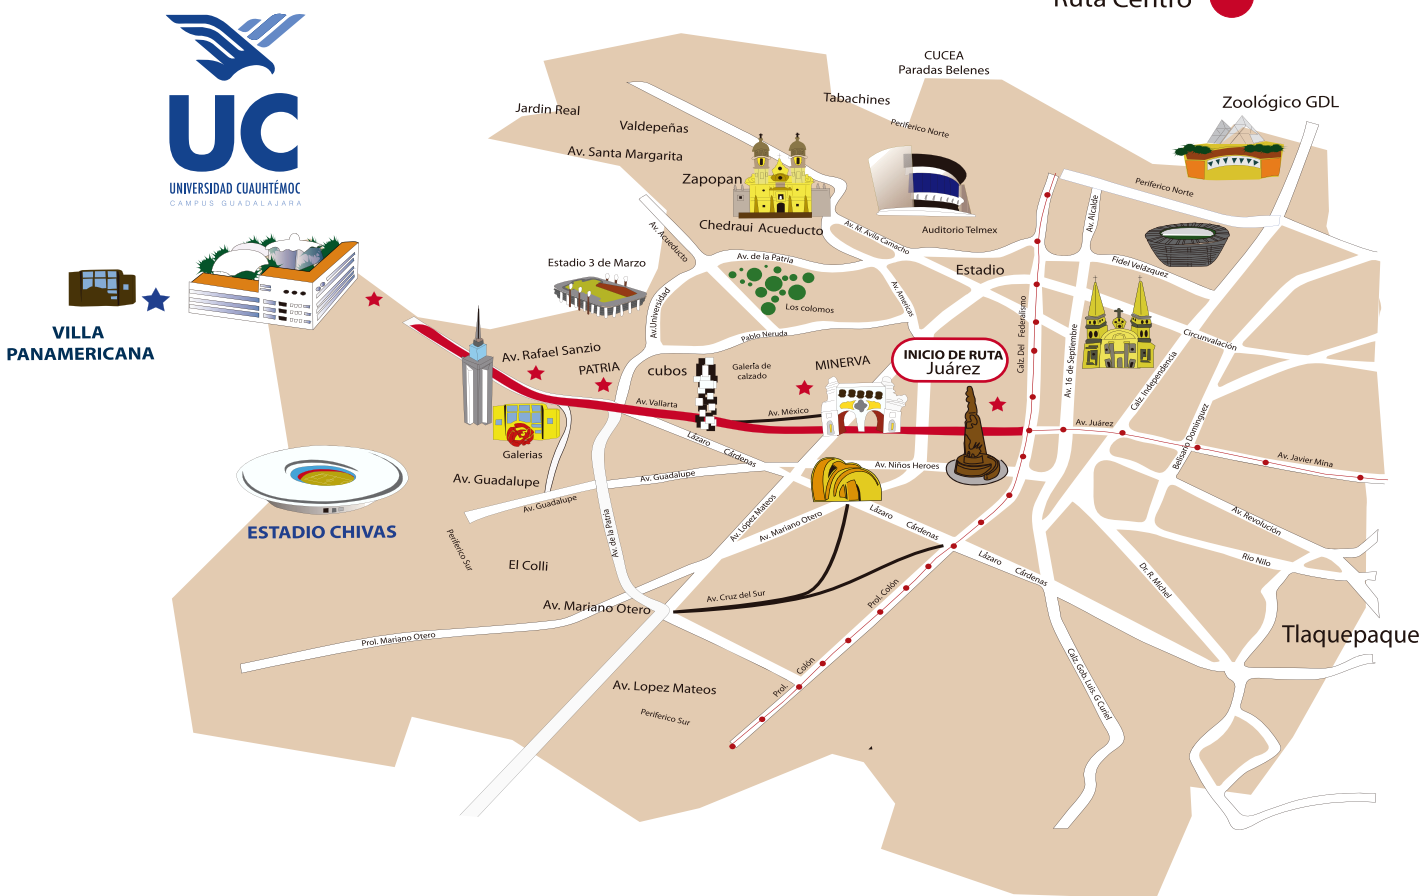 Ruta Centro
UC
UNIVERSIDAD CUAUHTÉMOC
CAMPUS GUADALAJARA
CUCEA
Paradas Belenes
Jardin Real
Valdepeñas
Tabachines
Periferico Norte
Zoológico GDL
Av. Santa Margarita
Zapopan
Periferico Norte
Av. Alcalde
Chedraui Acueducto
Av. M. Avila Camacho
Auditorio Telmex
Av. Acueducto
Av. de la Patria
Estadio 3 de Marzo
Estadio
Fidel Velázquez
Los colomos
Av. Americas
Av.Universidad
Calz. Del Federalismo
Pablo Neruda
Circunvalación
VILLA
PANAMERICANA
Av. Rafael Sanzio
PATRIA
cubos
Galería de
calzado
MINERVA
INICIO DE RUTA
Juárez
Av. 16 de Septiembre
Calz. Independencia
Av. Vallarta
Av. México
Av. Juárez
Belisario Dominguez
Av. Javier Mina
Galerias
Lázaro Cárdenas
Av. Niños Heroes
Av. Guadalupe
Av. Guadalupe
Av. Guadalupe
ESTADIO CHIVAS
Av. Lopez Mateos
Av. Mariano Otero
Lázaro Cárdenas
Av. Revolución
Periferico Sur
Av. de la Patria
El Colli
Lázaro Cárdenas
Rio Nilo
Dr. R. Michel
Av. Cruz del Sur
Prol. Colón
Av. Mariano Otero
Prol. Mariano Otero
Tlaquepaque
Prol. Colón
Calz. Gob. Luis. G Curiel
Av. Lopez Mateos
Periferico Sur